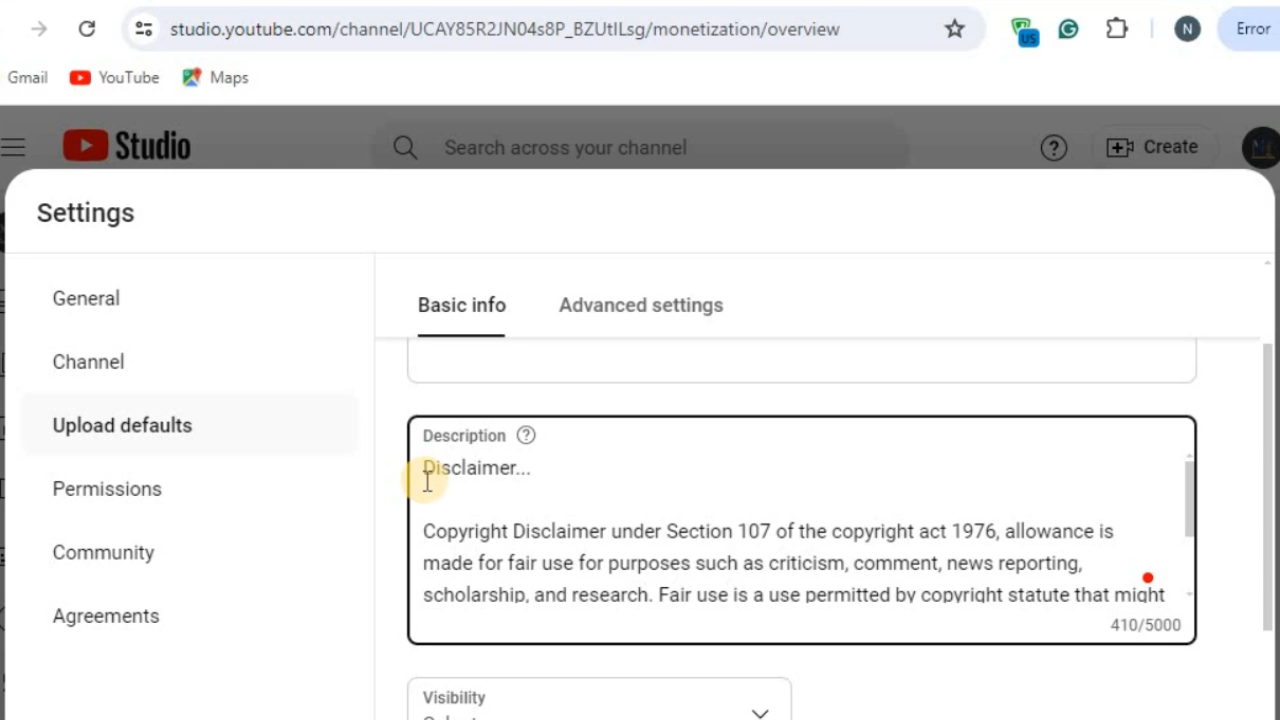 studio.youtube.com/channel/UCAY85R2JN04s8P_BZUtILsg/monetization/overview
US
N
Error
Gmail
YouTube
Maps
Studio
Search across your channel
Create
Settings
General
Channel
Upload defaults
Permissions
Community
Agreements
Basic info
Advanced settings
Description
Disclaimer...
Copyright Disclaimer under Section 107 of the copyright act 1976, allowance is
made for fair use for purposes such as criticism, comment, news reporting,
scholarship, and research. Fair use is a use permitted by copyright statute that might
410/5000
Visibility